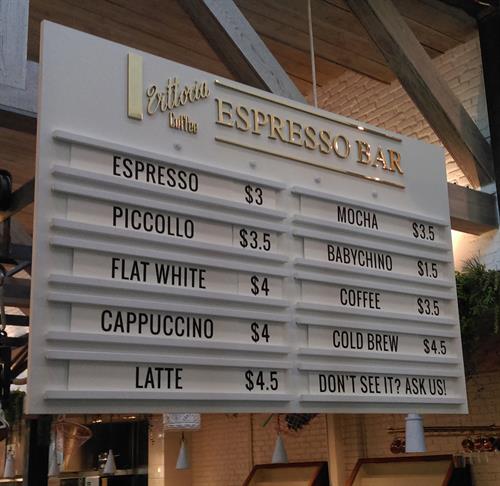 Vittoria
Coffee
ESPRESSO BAR
ESPRESSO $3
PICCOLLO $3.5
FLAT WHITE $4
CAPPUCCINO $4
LATTE $4.5
MOCHA $3.5
BABYCHINO $1.5
COFFEE $3.5
COLD BREW $4.5
DON'T SEE IT? ASK US!